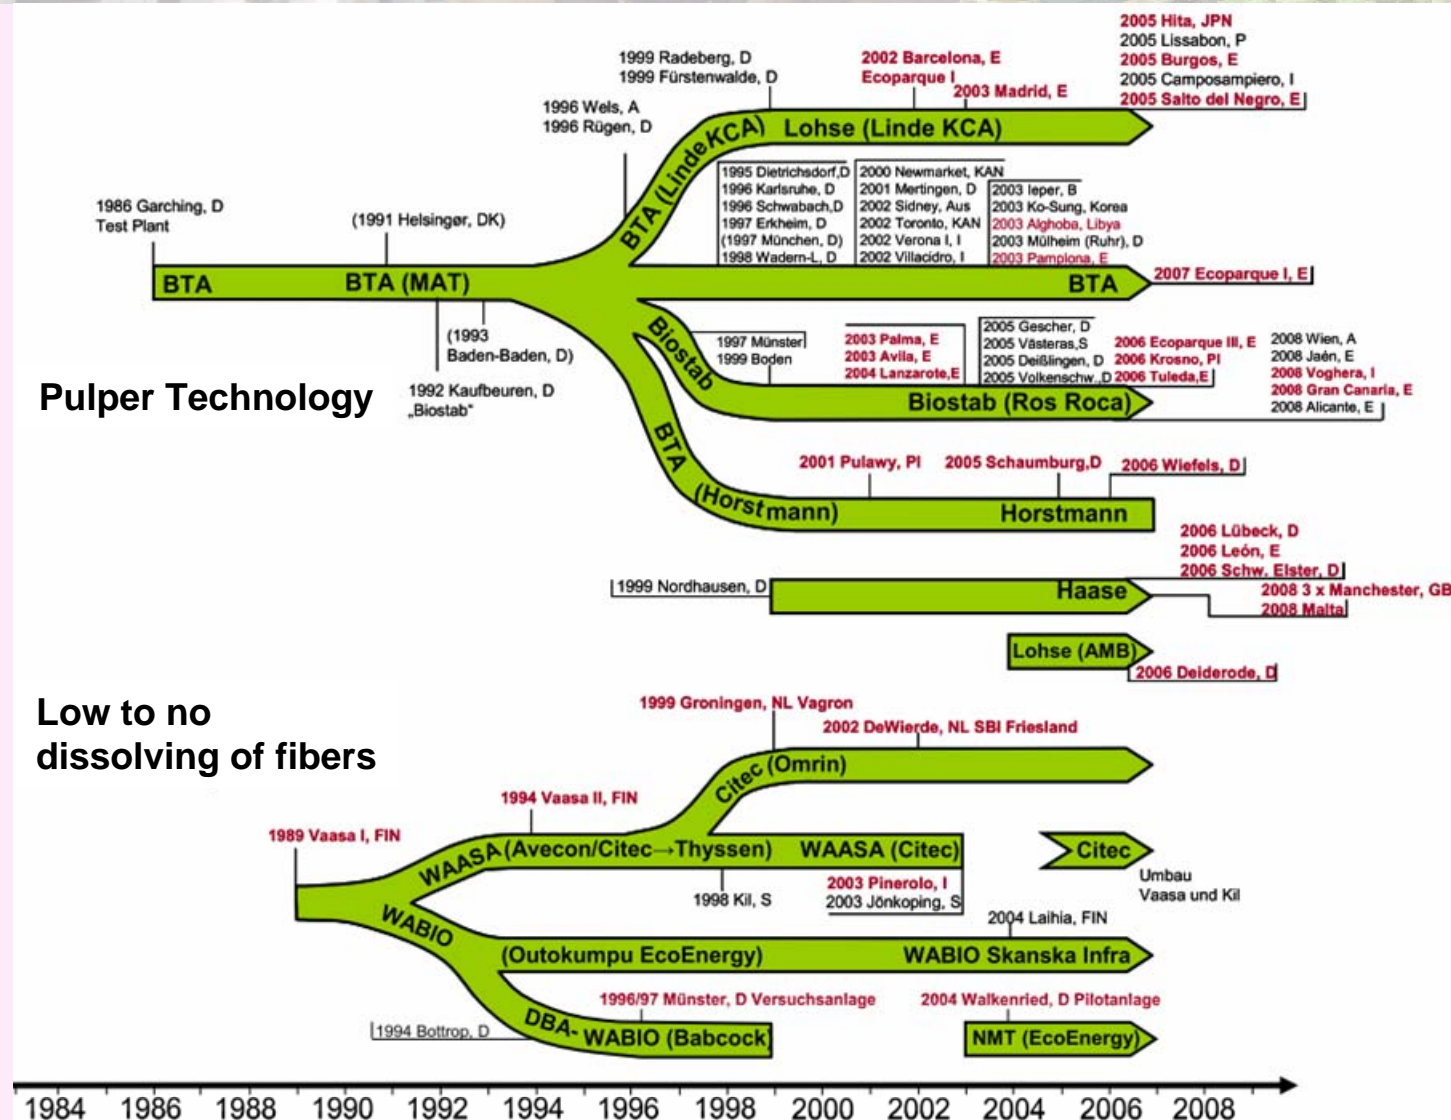 2005 Hita, JPN
2005 Lissabon, P
2005 Burgos, E
2005 Camposampiero, I
2005 Salto del Negro, E
1999 Radeberg, D
1999 Fürstenwalde, D
2002 Barcelona, E
Ecoparque I
2003 Madrid, E
1996 Wels, A
1996 Rügen, D
BTA (Linde KCA)
Lohse (Linde KCA)
1995 Dietrichsdorf,D
1996 Karlsruhe, D
1996 Schwabach,D
1997 Erkheim, D
(1997 München, D)
1998 Wadern-L, D
2000 Newmarket, KAN
2001 Mertingen, D
2002 Sidney, Aus
2002 Toronto, KAN
2002 Verona I, I
2002 Villacidro, I
2003 Ieper, B
2003 Ko-Sung, Korea
2003 Alghoba, Libya
2003 Mülheim (Ruhr), D
2003 Pamplona, E
1986 Garching, D
Test Plant
(1991 Helsingør, DK)
BTA
BTA (MAT)
BTA
2007 Ecoparque I, E
(1993
Baden-Baden, D)
1992 Kaufbeuren, D
„Biostab“
Pulper Technology
Biostab
1997 Münster
1999 Boden
2003 Palma, E
2003 Avila, E
2004 Lanzarote,E
2005 Gescher, D
2005 Västeras,S
2005 Deißlingen, D
2005 Volkenschw.,D
2006 Ecoparque III, E
2006 Krosno, Pl
2006 Tuleda,E
2008 Wien, A
2008 Jaén, E
2008 Voghera, I
2008 Gran Canaria, E
2008 Alicante, E
Biostab (Ros Roca)
BTA
(Horstmann)
2001 Pulawy, Pl
2005 Schaumburg,D
2006 Wiefels, D
Horstmann
2006 Lübeck, D
2006 León, E
2006 Schw. Elster, D
1999 Nordhausen, D
Haase
2008 3 x Manchester, GB
2008 Malta
Lohse (AMB)
2006 Deiderode, D
Low to no
dissolving of fibers
1999 Groningen, NL Vagron
2002 DeWierde, NL SBI Friesland
Citec (Omrin)
1994 Vaasa II, FIN
1989 Vaasa I, FIN
WAASA (Avecon/Citec→Thyssen)
WAASA (Citec)
Citec
Umbau
Vaasa und Kil
1998 Kil, S
2003 Pinerolo, I
2003 Jönkoping, S
WABIO
(Outokumpu EcoEnergy)
2004 Laihia, FIN
WABIO Skanska Infra
1996/97 Münster, D Versuchsanlage
2004 Walkenried, D Pilotanlage
1994 Bottrop, D
DBA-WABIO (Babcock)
NMT (EcoEnergy)
1984 1986 1988 1990 1992 1994 1996 1998 2000 2002 2004 2006 2008